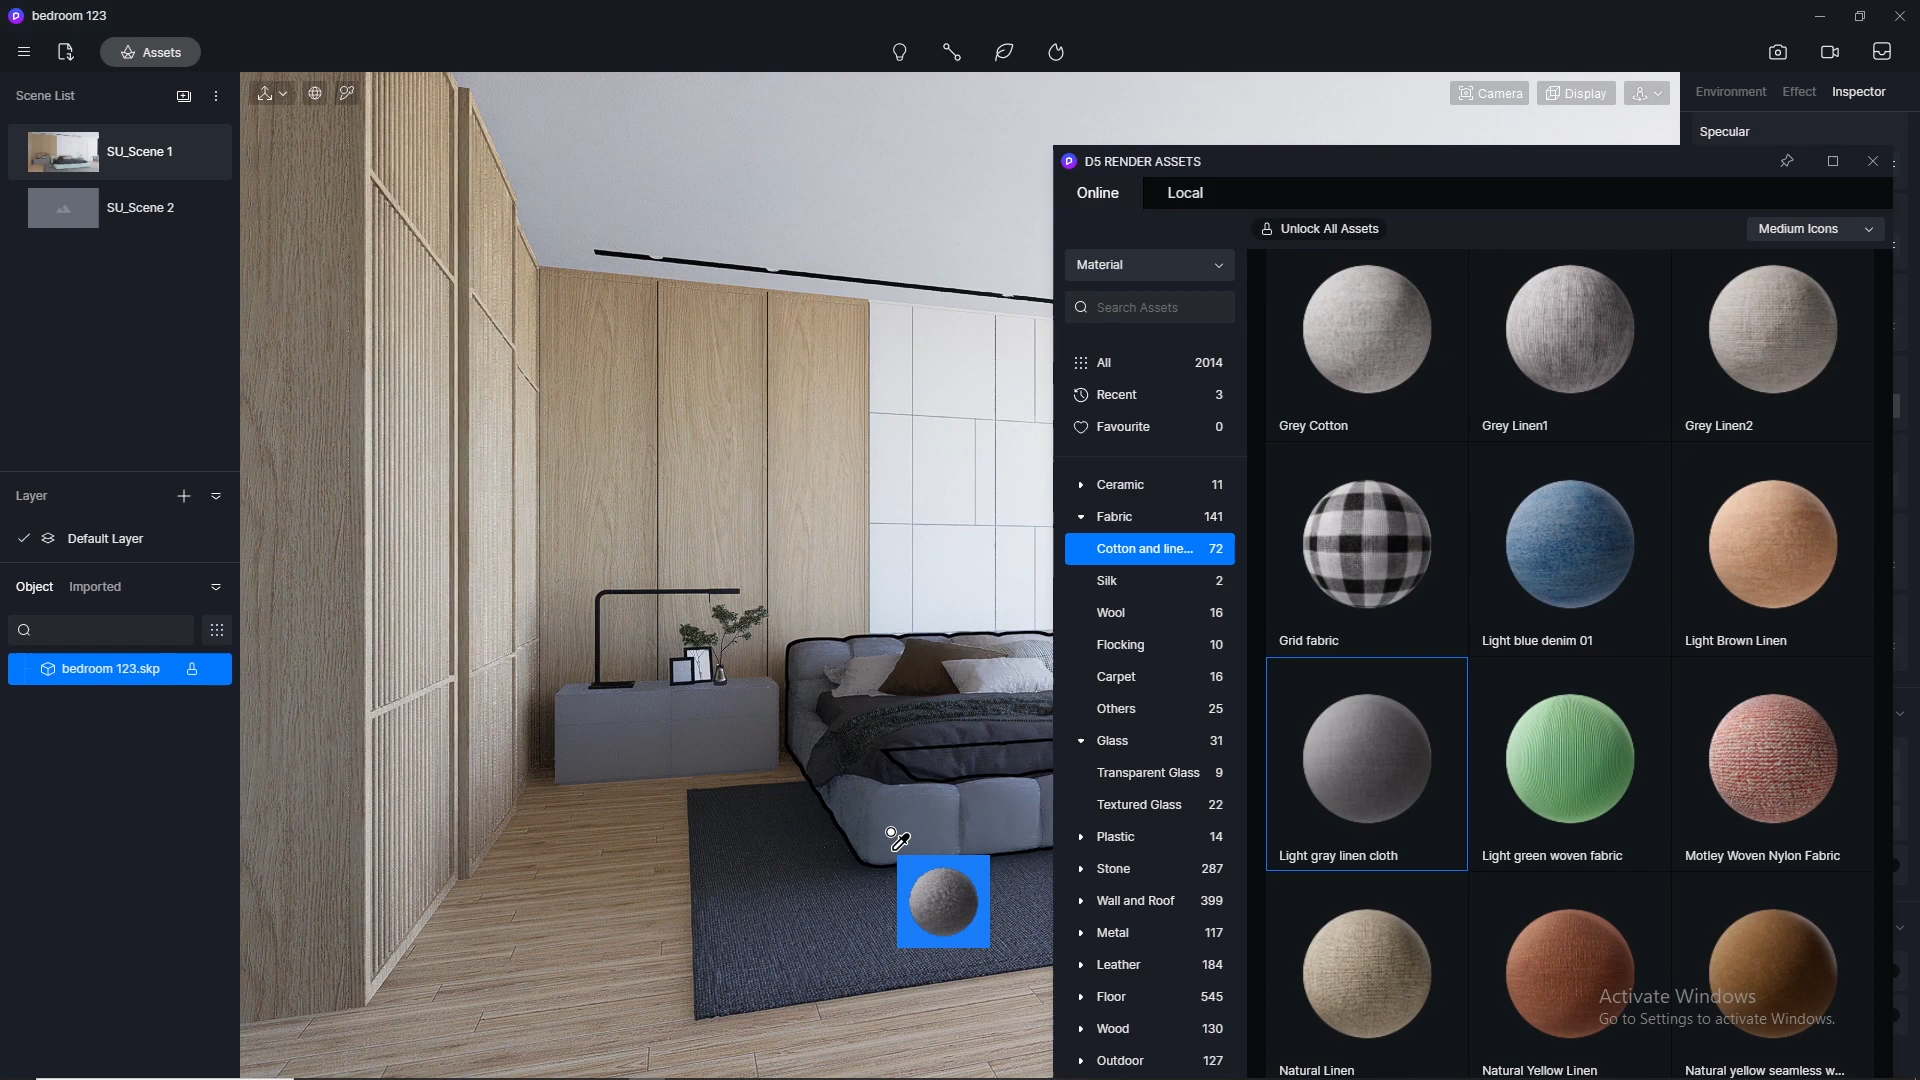 bedroom 123
Assets
Scene List
SU_Scene 1
SU_Scene 2
Layer
Default Layer
Object
Imported
bedroom 123.skp
Camera
Display
Environment
Effect
Inspector
Specular
D5 RENDER ASSETS
Online
Local
Unlock All Assets
Medium Icons
Material
Search Assets
All 2014
Recent 3
Favourite 0
Ceramic 11
Fabric 141
Cotton and line... 72
Silk 2
Wool 16
Flocking 10
Carpet 16
Others 25
Glass 31
Transparent Glass 9
Textured Glass 22
Plastic 14
Stone 287
Wall and Roof 399
Metal 117
Leather 184
Floor 545
Wood 130
Outdoor 127
Grey Cotton
Grey Linen1
Grey Linen2
Grid fabric
Light blue denim 01
Light Brown Linen
Light gray linen cloth
Light green woven fabric
Motley Woven Nylon Fabric
Natural Linen
Natural Yellow Linen
Natural yellow seamless w...
Activate Windows
Go to Settings to activate Windows.